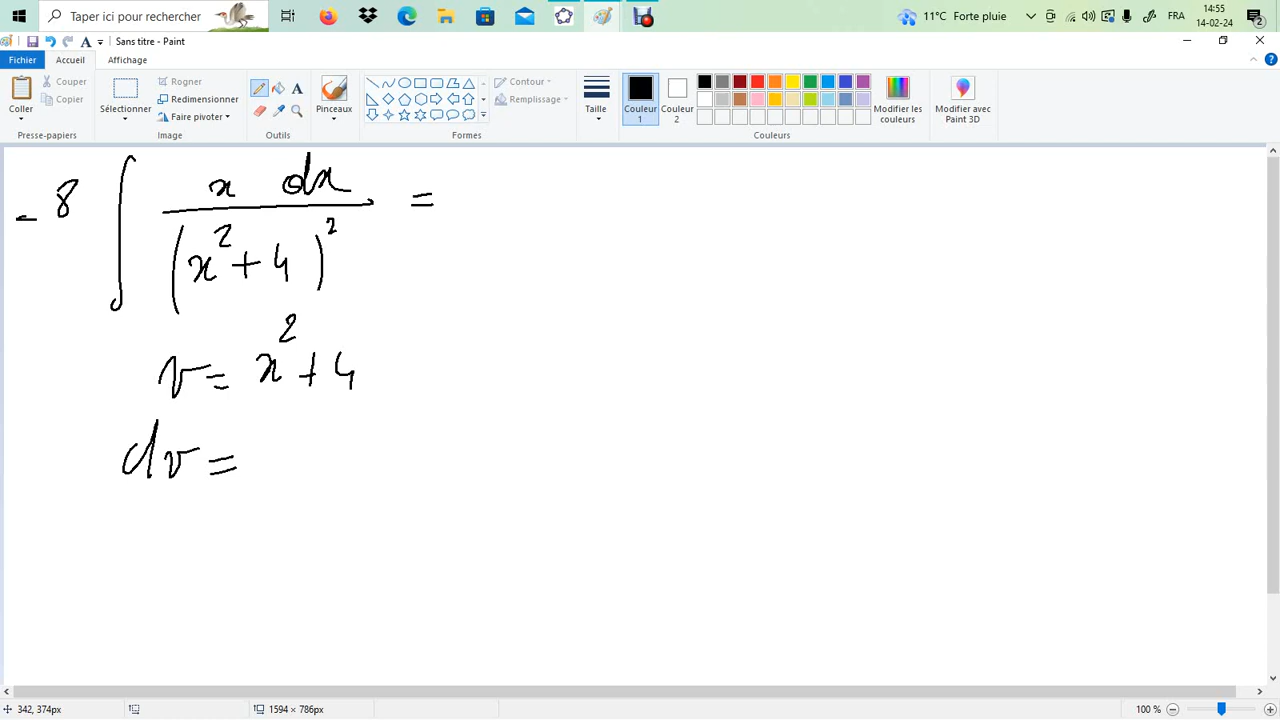 Taper ici pour rechercher 11°C Forte pluie FRA 14:55 14-02-24 2
Sans titre - Paint
Fichier Accueil Affichage
Coller Couper Copier
Sélectionner Rogner Redimensionner Faire pivoter
A
Pinceaux
Contour Remplissage
Taille Couleur 1 Couleur 2 Modifier les couleurs Modifier avec Paint 3D
Presse-papiers Image Outils Formes Couleurs
- 8 ∫ x dx =
(x² + 4)²
v = x² + 4
dv =
342, 374px 1594 × 786px 100 %